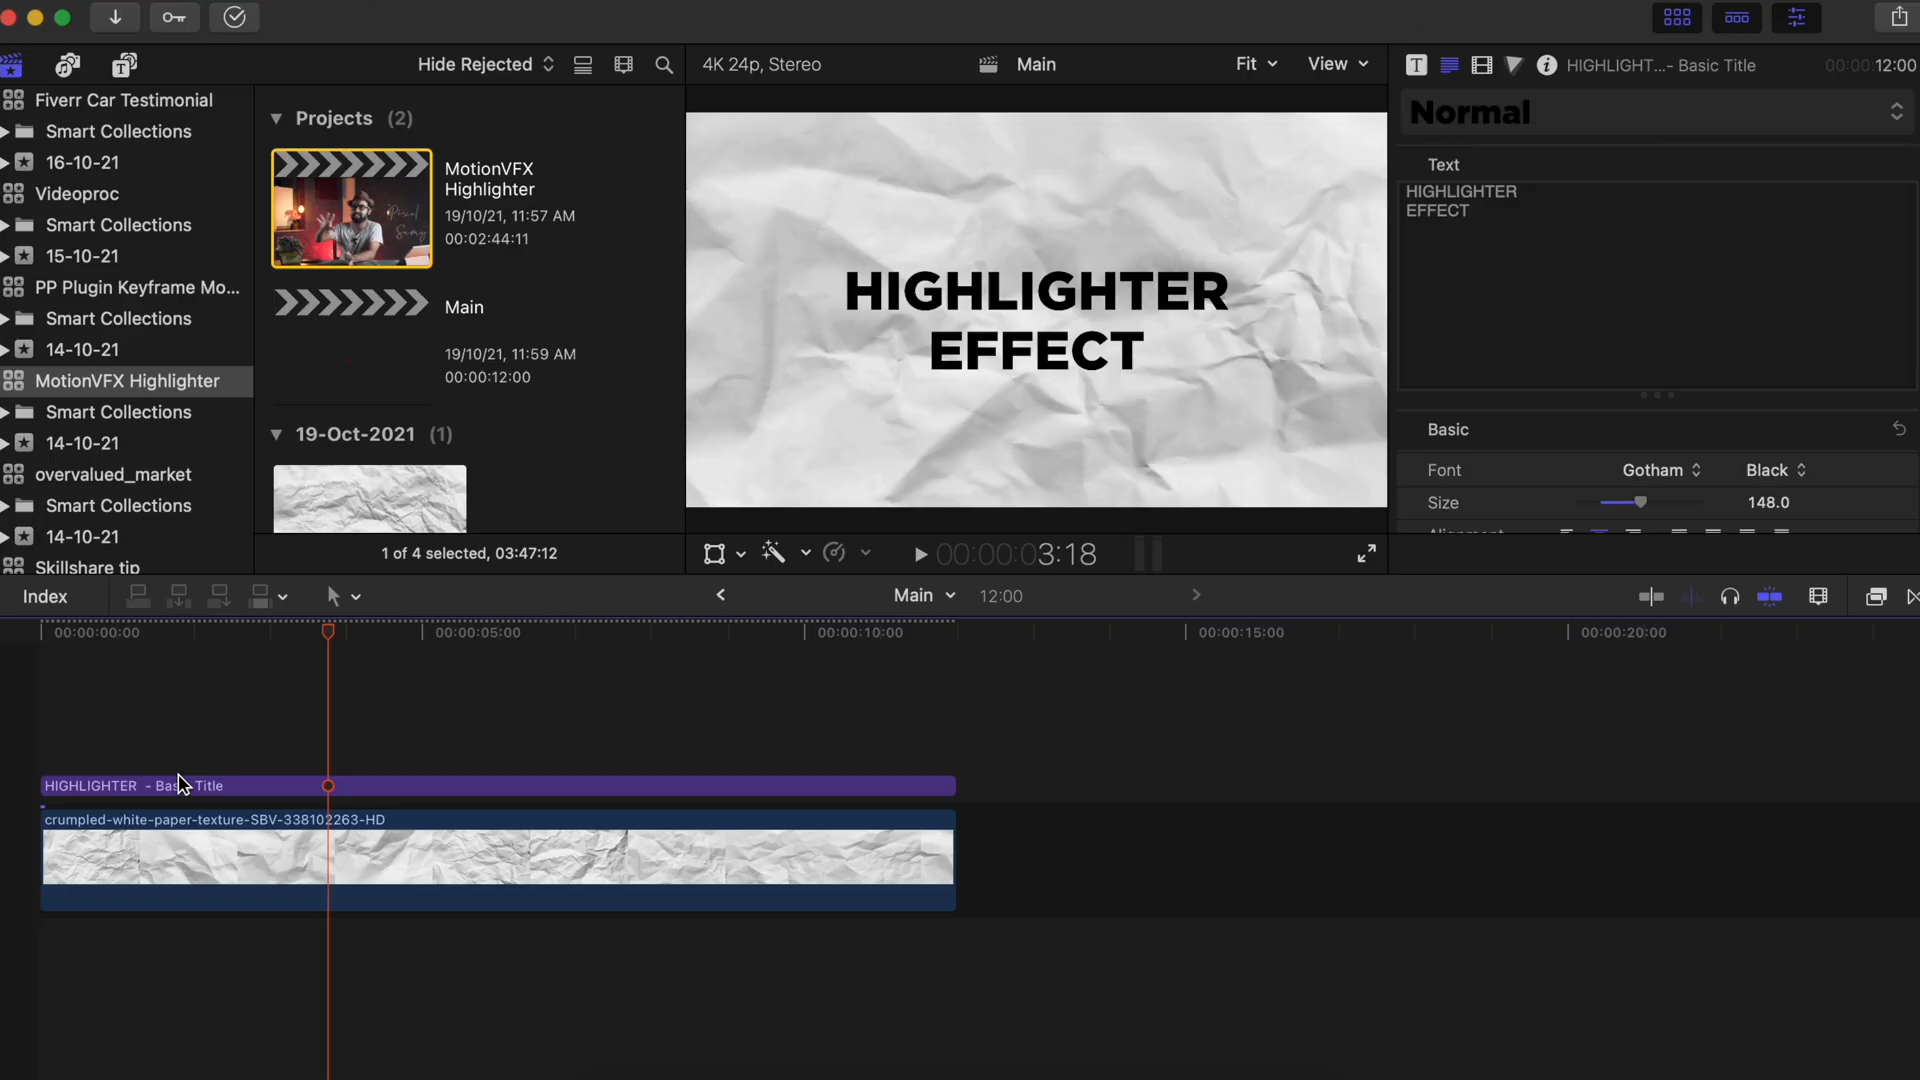 Hide Rejected
4K 24p, Stereo
Main
Fit
View
HIGHLIGHT...- Basic Title
00:00:12:00
Fiverr Car Testimonial
Smart Collections
16-10-21
Videoproc
Smart Collections
15-10-21
PP Plugin Keyframe Mo...
Smart Collections
14-10-21
MotionVFX Highlighter
Smart Collections
14-10-21
overvalued_market
Smart Collections
14-10-21
Skillshare tip
Projects (2)
MotionVFX
Highlighter
19/10/21, 11:57 AM
00:02:44:11
Main
19/10/21, 11:59 AM
00:00:12:00
19-Oct-2021 (1)
1 of 4 selected, 03:47:12
HIGHLIGHTER
EFFECT
00:00:03:18
Normal
Text
HIGHLIGHTER
EFFECT
Basic
Font
Gotham
Black
Size
148.0
Index
Main
12:00
00:00:00:00
00:00:05:00
00:00:10:00
00:00:15:00
00:00:20:00
HIGHLIGHTER - Basic Title
crumpled-white-paper-texture-SBV-338102263-HD